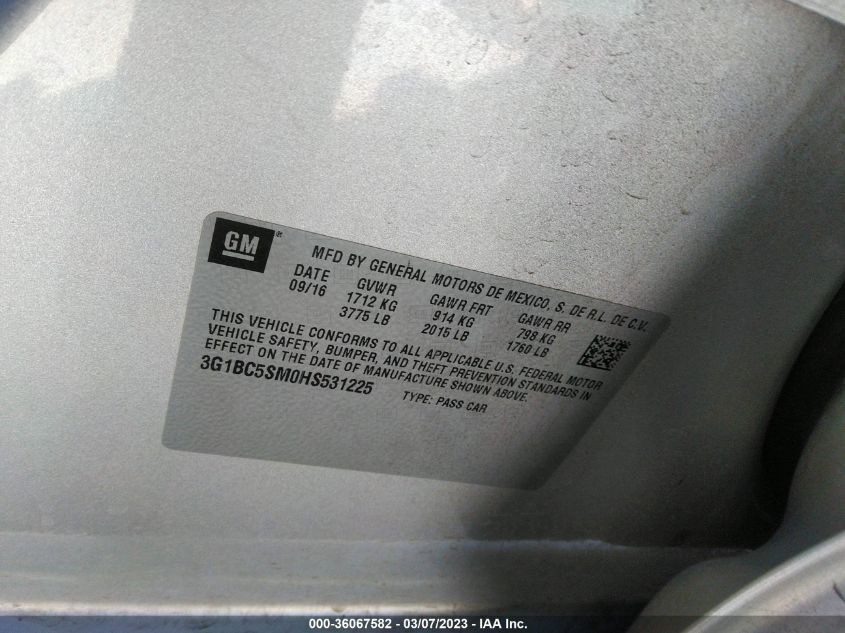 GM®
MFD BY GENERAL MOTORS DE MEXICO, S. DE R.L. DE C.V.
DATE GVWR GAWR FRT GAWR RR
09/16 1712 KG 914 KG 798 KG
3775 LB 2015 LB 1760 LB
THIS VEHICLE CONFORMS TO ALL APPLICABLE U.S. FEDERAL MOTOR
VEHICLE SAFETY, BUMPER, AND THEFT PREVENTION STANDARDS IN
EFFECT ON THE DATE OF MANUFACTURE SHOWN ABOVE.
3G1BC5SM0HS531225 TYPE: PASS CAR
000-36067582 - 03/07/2023 - IAA Inc.